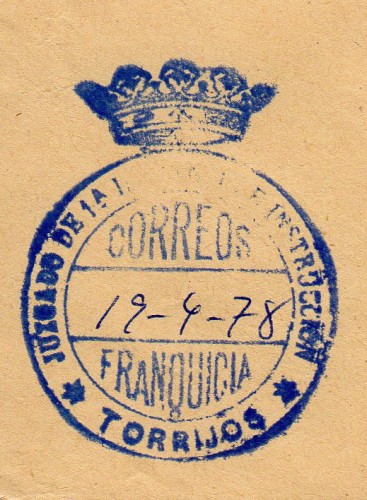 JUZGADO DE 1A I E INSTRUCCION
CORREOS
19-4-78
FRANQUICIA
* TORRIJOS *